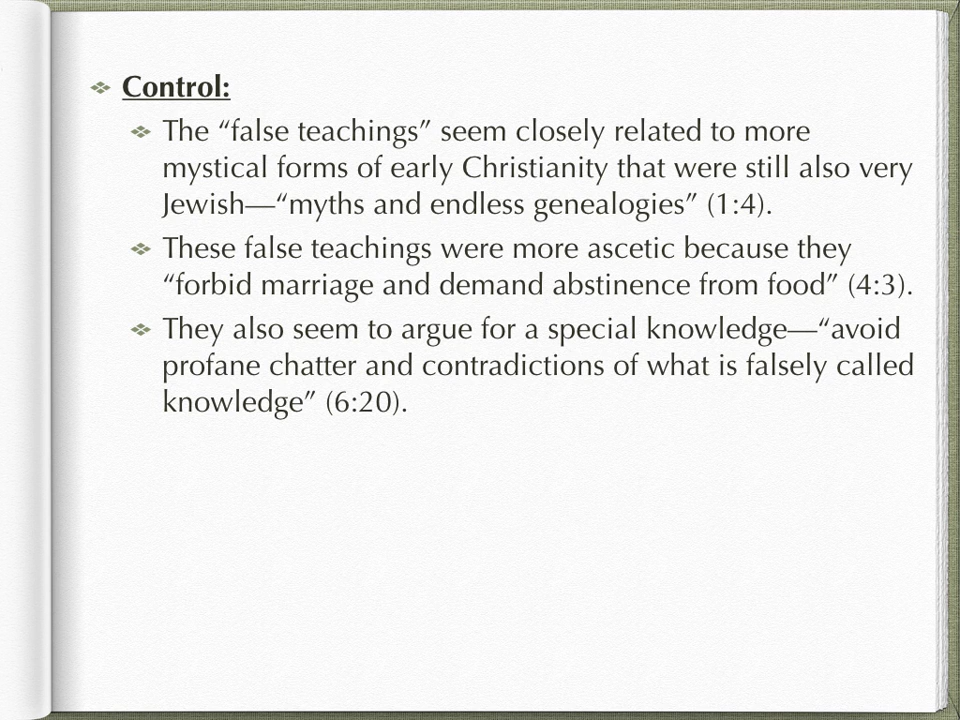 Control:
The “false teachings” seem closely related to more
mystical forms of early Christianity that were still also very
Jewish—“myths and endless genealogies” (1:4).
These false teachings were more ascetic because they
“forbid marriage and demand abstinence from food” (4:3).
They also seem to argue for a special knowledge—“avoid
profane chatter and contradictions of what is falsely called
knowledge” (6:20).